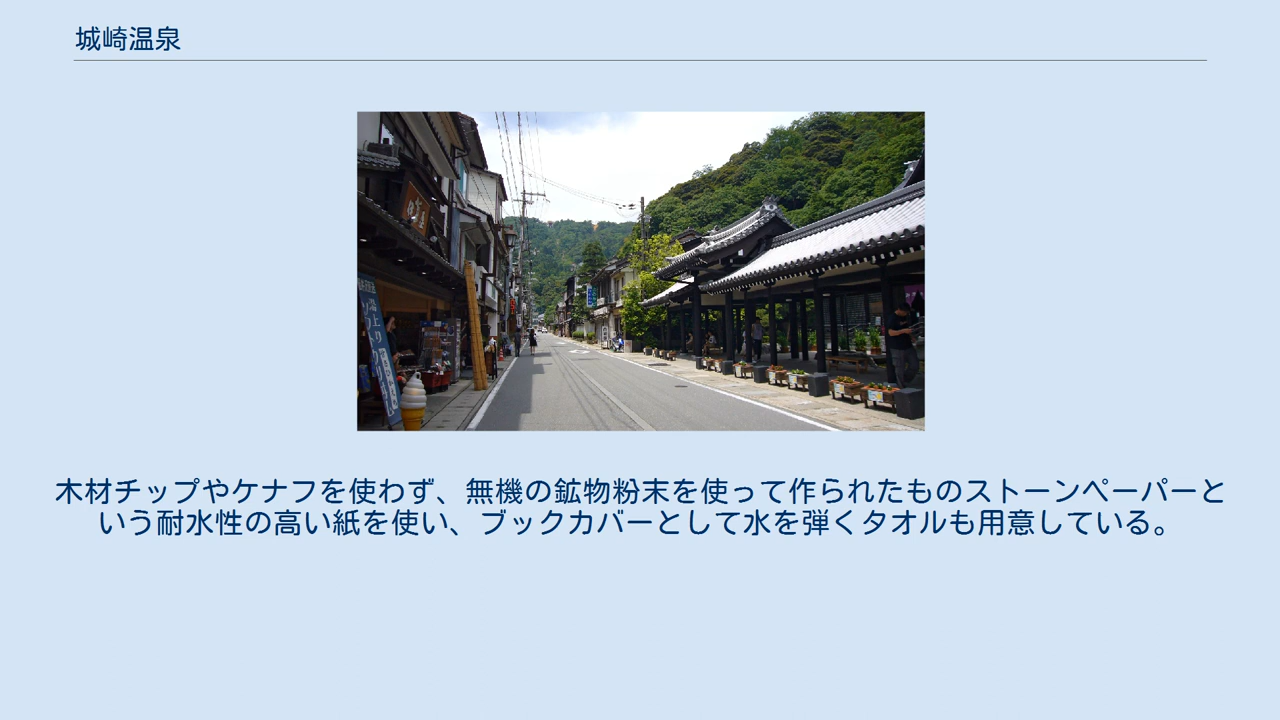 城崎温泉
木材チップやケナフを使わず、無機の鉱物粉末を使って作られたものストーンペーパーと
いう耐水性の高い紙を使い、ブックカバーとして水を弾くタオルも用意している。